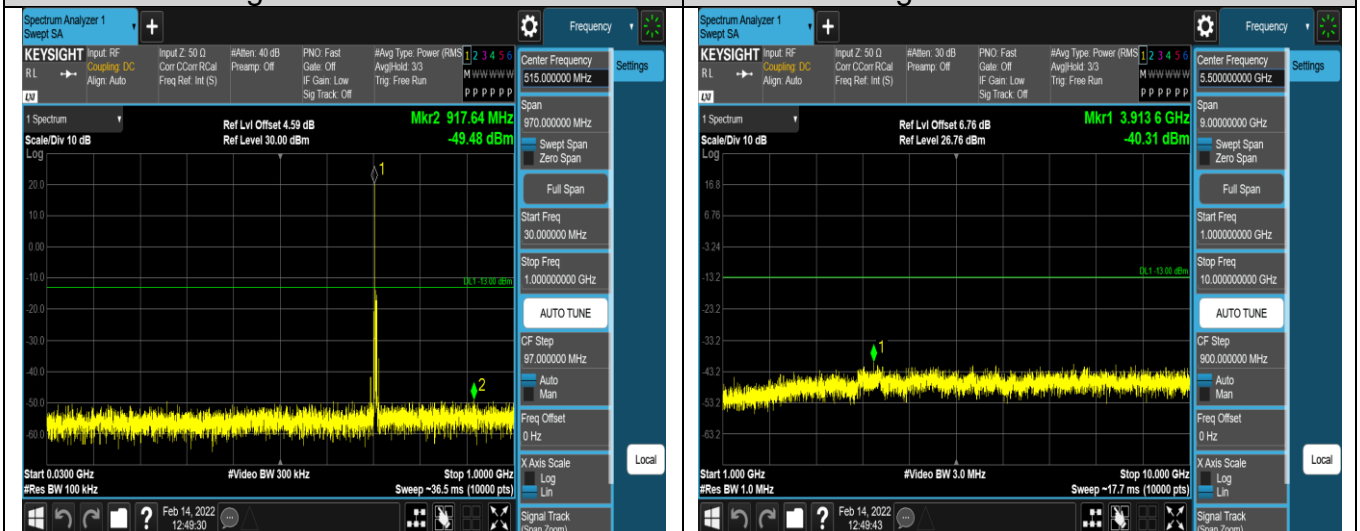 Spectrum Analyzer 1
Swept SA
+
Frequency
KEYSIGHT
Input: RF
Coupling: DC
Align: Auto
Input Z: 50 Ω
Corr CCorr RCal
Freq Ref: Int (S)
#Atten: 40 dB
Preamp: Off
PNO: Fast
Gate: Off
IF Gain: Low
Sig Track: Off
#Avg Type: Power (RMS
Avg|Hold: 3/3
Trig: Free Run
1 2 3 4 5 6
M W W W W W
P P P P P P
RL
LXI
Center Frequency
515.000000 MHz
Settings
1 Spectrum
Scale/Div 10 dB
Ref Lvl Offset 4.59 dB
Ref Level 30.00 dBm
Mkr2 917.64 MHz
-49.48 dBm
Span
970.000000 MHz
Swept Span
Zero Span
Full Span
Start Freq
30.000000 MHz
Stop Freq
1.000000000 GHz
AUTO TUNE
CF Step
97.000000 MHz
Auto
Man
Freq Offset
0 Hz
X Axis Scale
Log
Lin
Signal Track
(Span Zoom)
Local
Log
20.0
10.0
0.00
-10.0
-20.0
-30.0
-40.0
-50.0
-60.0
1
DL1 -13.00 dBm
2
Start 0.0300 GHz
#Res BW 100 kHz
#Video BW 300 kHz
Stop 1.0000 GHz
Sweep ~36.5 ms (10000 pts)
?
Feb 14, 2022
12:49:30
Spectrum Analyzer 1
Swept SA
+
Frequency
KEYSIGHT
Input: RF
Coupling: DC
Align: Auto
Input Z: 50 Ω
Corr CCorr RCal
Freq Ref: Int (S)
#Atten: 30 dB
Preamp: Off
PNO: Fast
Gate: Off
IF Gain: Low
Sig Track: Off
#Avg Type: Power (RMS
Avg|Hold: 3/3
Trig: Free Run
1 2 3 4 5 6
M W W W W W
P P P P P P
RL
LXI
Center Frequency
5.500000000 GHz
Settings
1 Spectrum
Scale/Div 10 dB
Ref Lvl Offset 6.76 dB
Ref Level 26.76 dBm
Mkr1 3.913 6 GHz
-40.31 dBm
Span
9.00000000 GHz
Swept Span
Zero Span
Full Span
Start Freq
1.000000000 GHz
Stop Freq
10.000000000 GHz
AUTO TUNE
CF Step
900.000000 MHz
Auto
Man
Freq Offset
0 Hz
X Axis Scale
Log
Lin
Signal Track
(Span Zoom)
Local
Log
16.8
6.76
-3.24
-13.2
-23.2
-33.2
-43.2
-53.2
-63.2
DL1 -13.00 dBm
1
Start 1.000 GHz
#Res BW 1.0 MHz
#Video BW 3.0 MHz
Stop 10.000 GHz
Sweep ~17.7 ms (10000 pts)
?
Feb 14, 2022
12:49:43